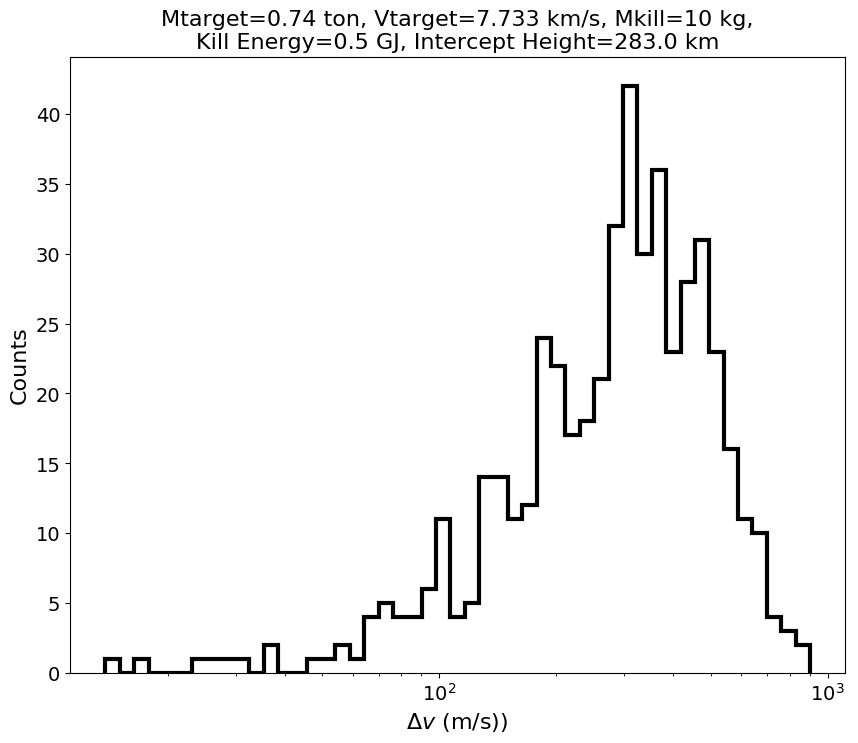 Mtarget=0.74 ton, Vtarget=7.733 km/s, Mkill=10 kg,
Kill Energy=0.5 GJ, Intercept Height=283.0 km
40
35
30
25
20
15
10
5
0
Counts
10² 10³
Δv (m/s))